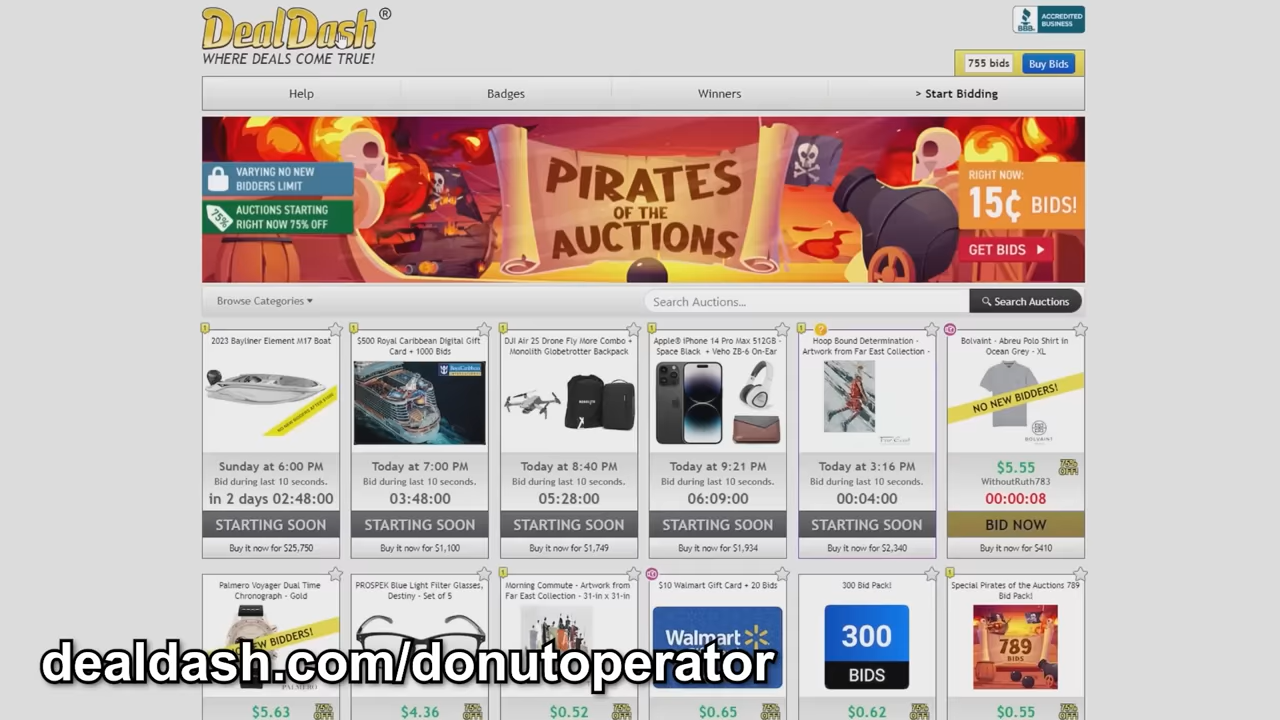 DealDash®
WHERE DEALS COME TRUE!
BBB.
ACCREDITED
BUSINESS
755 bids
Buy Bids
Help
Badges
Winners
> Start Bidding
VARYING NO NEW
BIDDERS LIMIT
75%
AUCTIONS STARTING
RIGHT NOW 75% OFF
PIRATES
OF THE
AUCTIONS
RIGHT NOW:
15¢ BIDS!
GET BIDS
Browse Categories
Search Auctions...
Search Auctions
2023 Bayliner Element M17 Boat
Sunday at 6:00 PM
Bid during last 10 seconds.
in 2 days 02:48:00
STARTING SOON
Buy it now for $25,750
$500 Royal Caribbean Digital Gift
Card + 1000 Bids
Today at 7:00 PM
Bid during last 10 seconds.
03:48:00
STARTING SOON
Buy it now for $1,100
DJI Air 2S Drone Fly More Combo +
Monolith Globetrotter Backpack
Today at 8:40 PM
Bid during last 10 seconds.
05:28:00
STARTING SOON
Buy it now for $1,749
Apple® iPhone 14 Pro Max 512GB -
Space Black + Veho ZB-6 On-Ear
Today at 9:21 PM
Bid during last 10 seconds.
06:09:00
STARTING SOON
Buy it now for $1,934
Hoop Bound Determination -
Artwork from Far East Collection -
Today at 3:16 PM
Bid during last 10 seconds.
00:04:00
STARTING SOON
Buy it now for $2,340
Bolvaint - Abreu Polo Shirt in
Ocean Grey - XL
NO NEW BIDDERS!
BOLVAINT
$5.55
75%
OFF!
WithoutRuth783
00:00:08
BID NOW
Buy it now for $410
Palmero Voyager Dual Time
Chronograph - Gold
NEW BIDDERS!
PALMERO
$5.63
PROSPEK Blue Light Filter Glasses,
Destiny - Set of 5
$4.36
Morning Commute - Artwork from
Far East Collection - 31-in x 31-in
$0.52
$10 Walmart Gift Card + 20 Bids
Walmart
$0.65
300 Bid Pack!
300
BIDS
$0.62
Special Pirates of the Auctions 789
Bid Pack!
789
BIDS
$0.55
dealdash.com/donutoperator